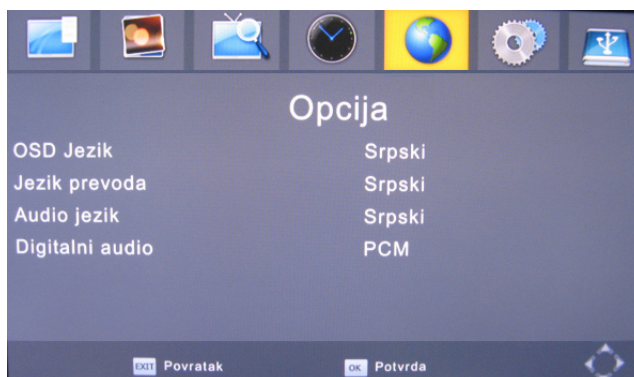 Opcija
OSD Jezik Srpski
Jezik prevoda Srpski
Audio jezik Srpski
Digitalni audio PCM
EXIT Povratak OK Potvrda